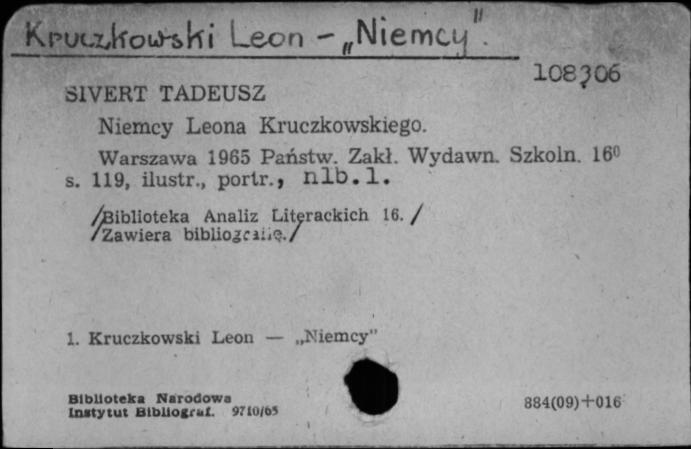 Kruczkowski Leon - „Niemcy".
108306
SIVERT TADEUSZ
Niemcy Leona Kruczkowskiego.
Warszawa 1965 Państw. Zakł. Wydawn. Szkoln. 16⁰
s. 119, ilustr., portr., nlb.1.
/Biblioteka Analiz Literackich 16./
/Zawiera bibliografię./
1. Kruczkowski Leon — „Niemcy"
Biblioteka Narodowa
Instytut Bibliograf. 9710/65
884(09)+016